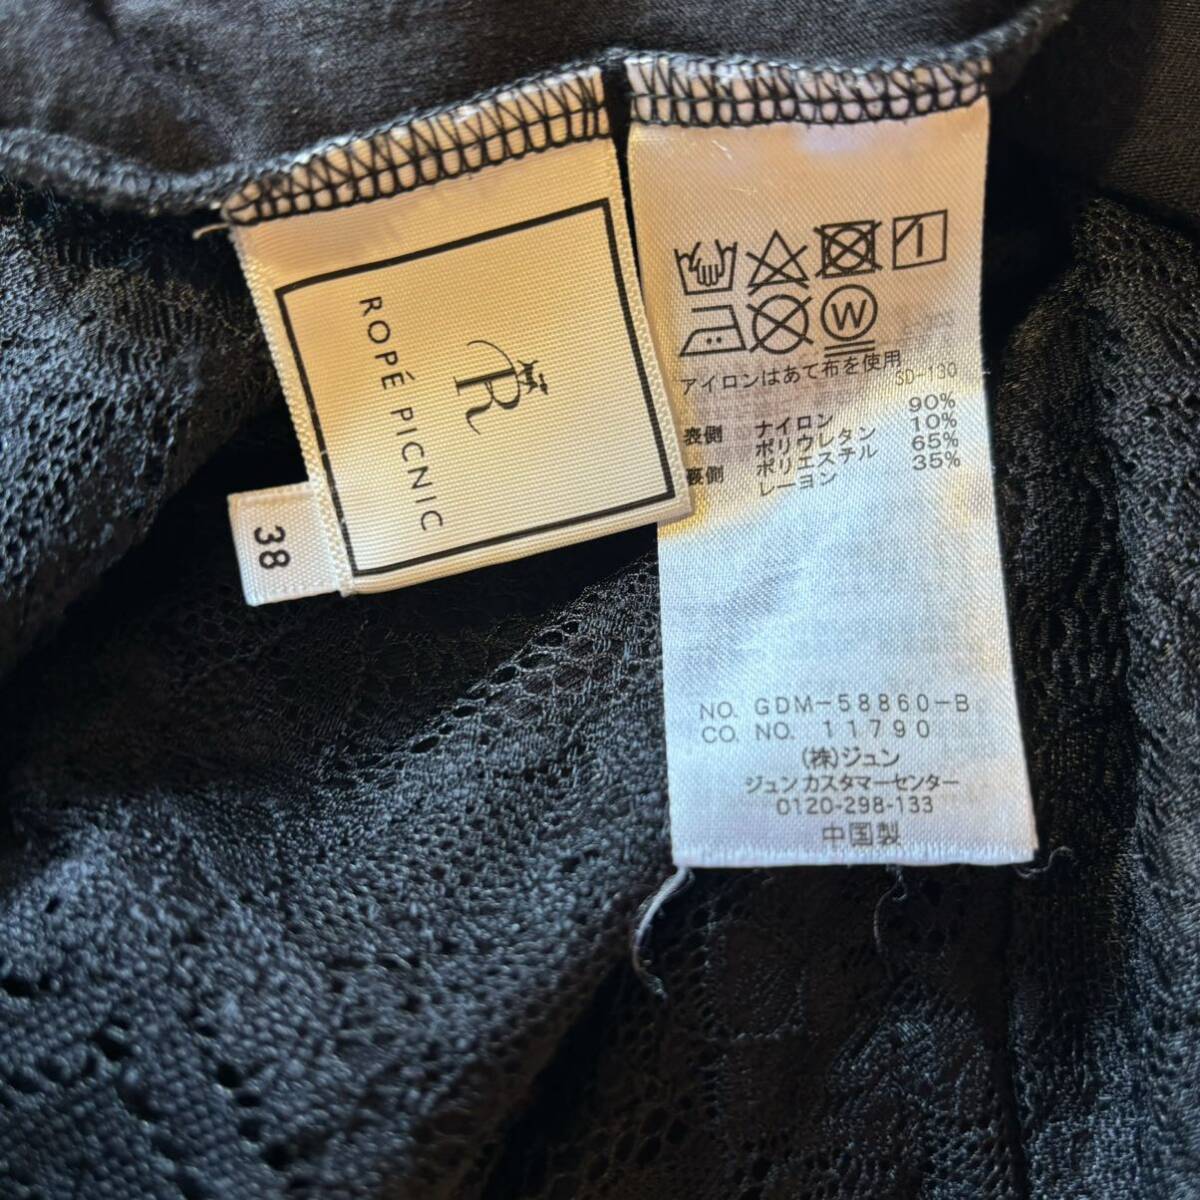 R
ROPÉ PICNIC
38
W
アイロンはあて布を使用
SD-130
表側 ナイロン 90%
ポリウレタン 10%
裏側 ポリエステル 65%
レーヨン 35%
NO. GDM-58860-B
CO. NO. 11790
(株)ジュン
ジュンカスタマーセンター
0120-298-133
中国製